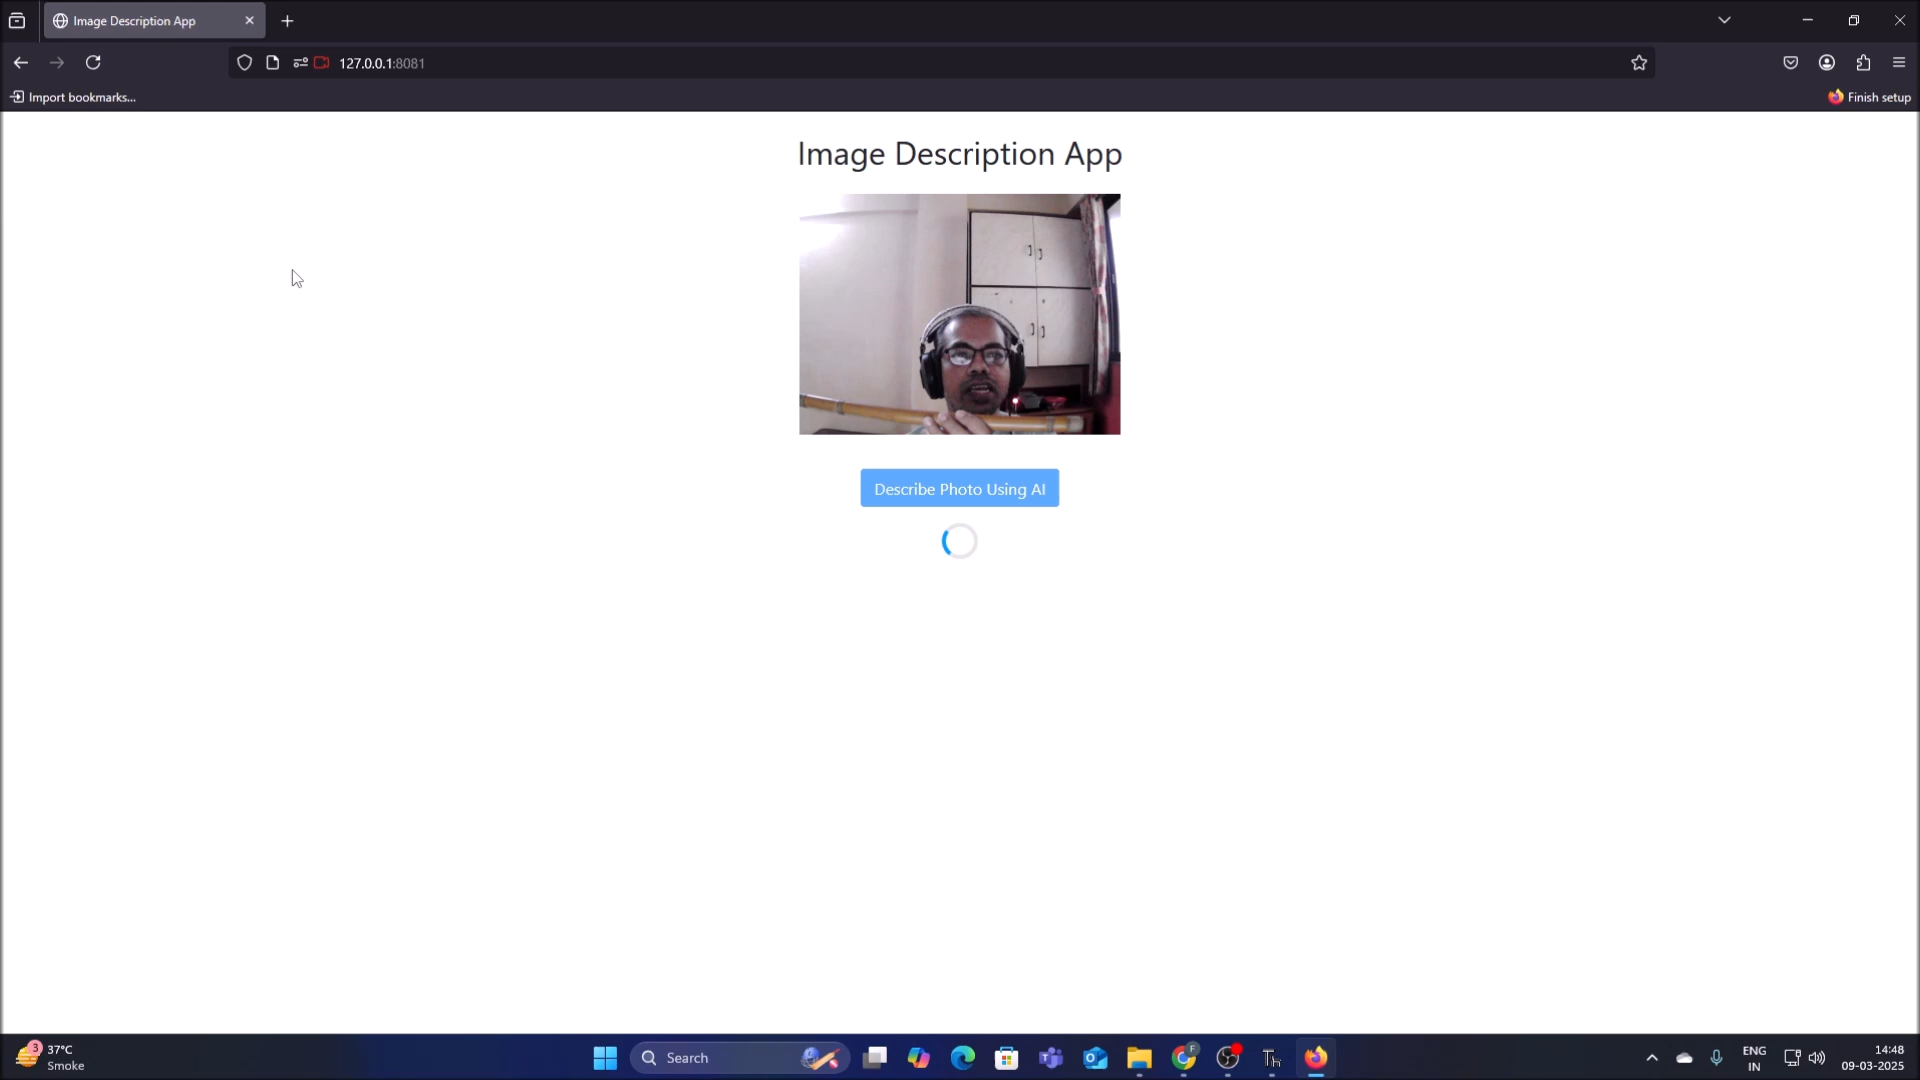 Image Description App
127.0.0.1:8081
Import bookmarks...
Finish setup
Image Description App
Describe Photo Using AI
3
37°C
Smoke
Search
F
ENG
IN
14:48
09-03-2025